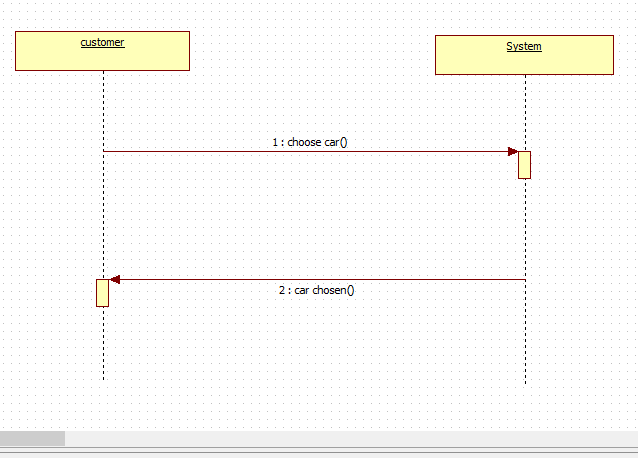 customer
System
1 : choose car()
2 : car chosen()